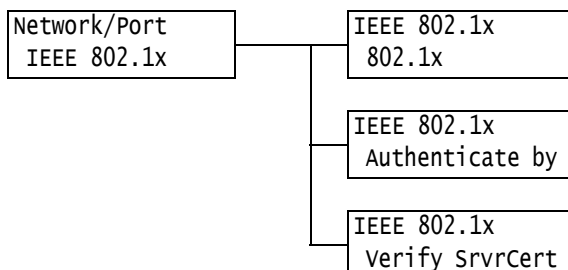 Network/Port
IEEE 802.1x
IEEE 802.1x
802.1x
IEEE 802.1x
Authenticate by
IEEE 802.1x
Verify SrvrCert